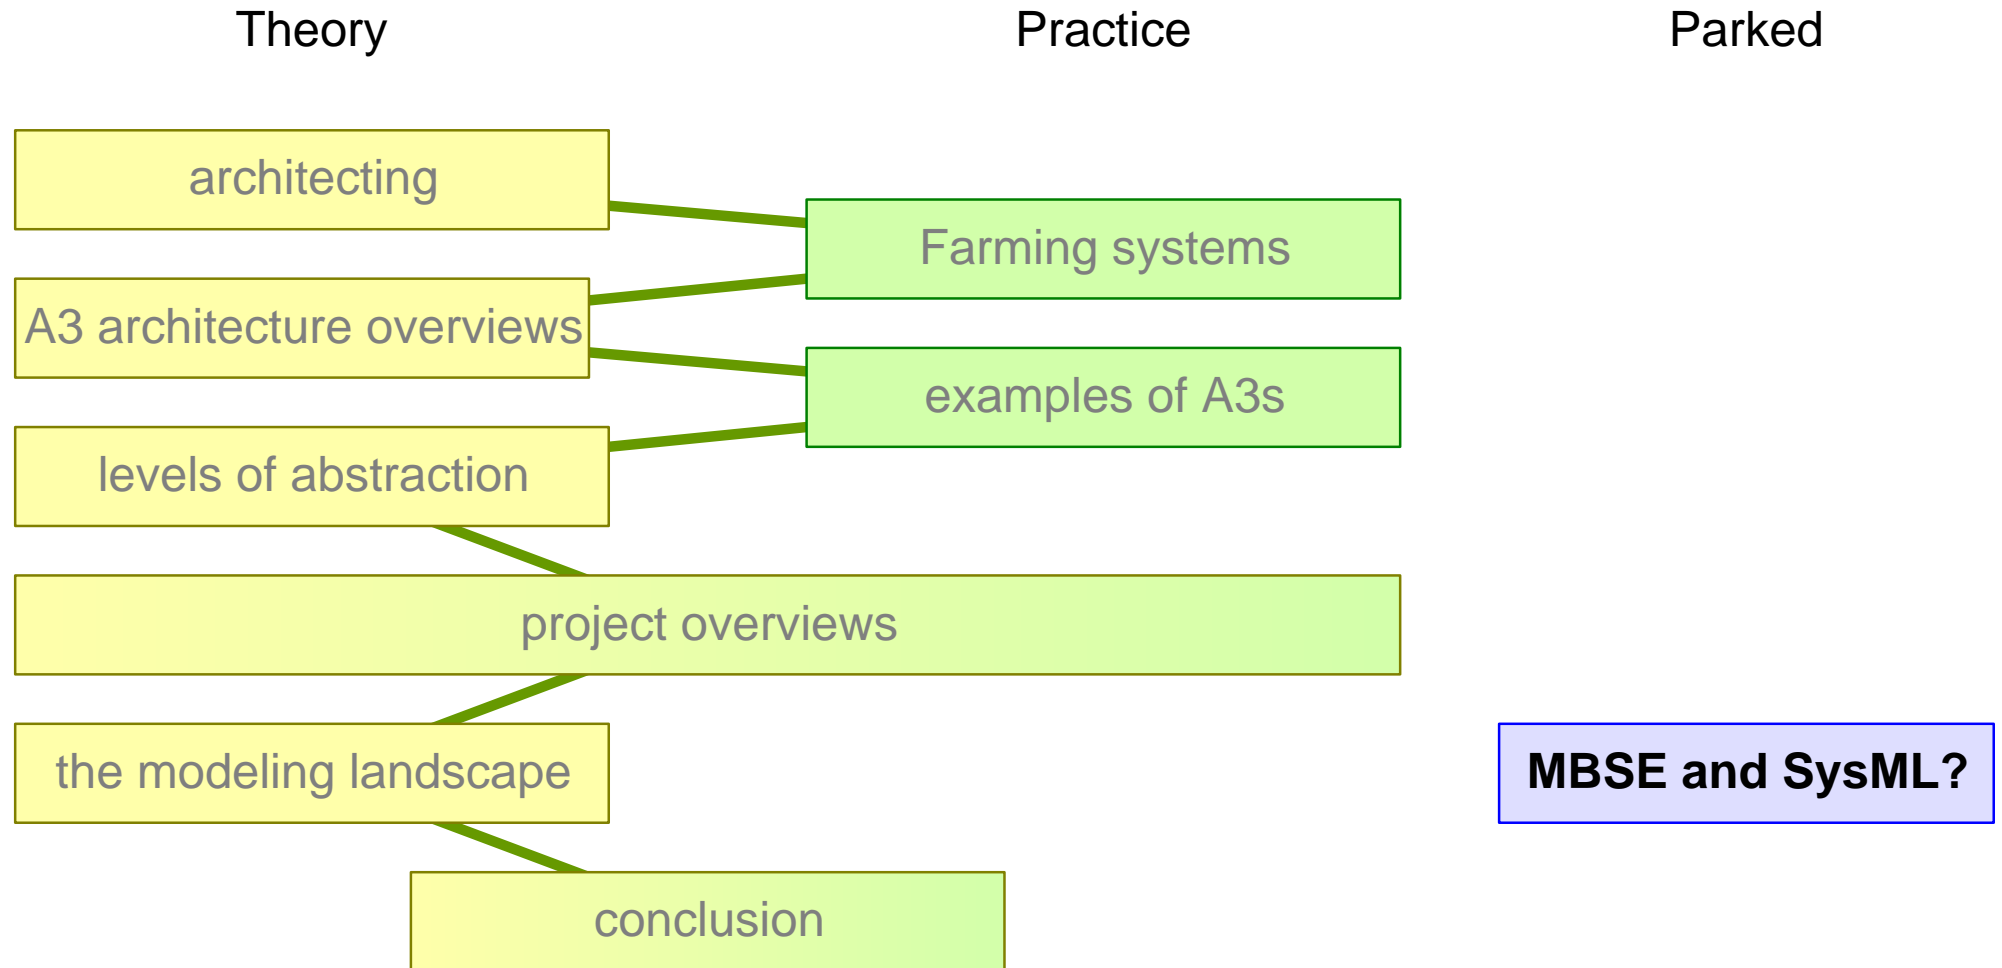 Theory
Practice
Parked
architecting
Farming systems
A3 architecture overviews
examples of A3s
levels of abstraction
project overviews
the modeling landscape
MBSE and SysML?
conclusion